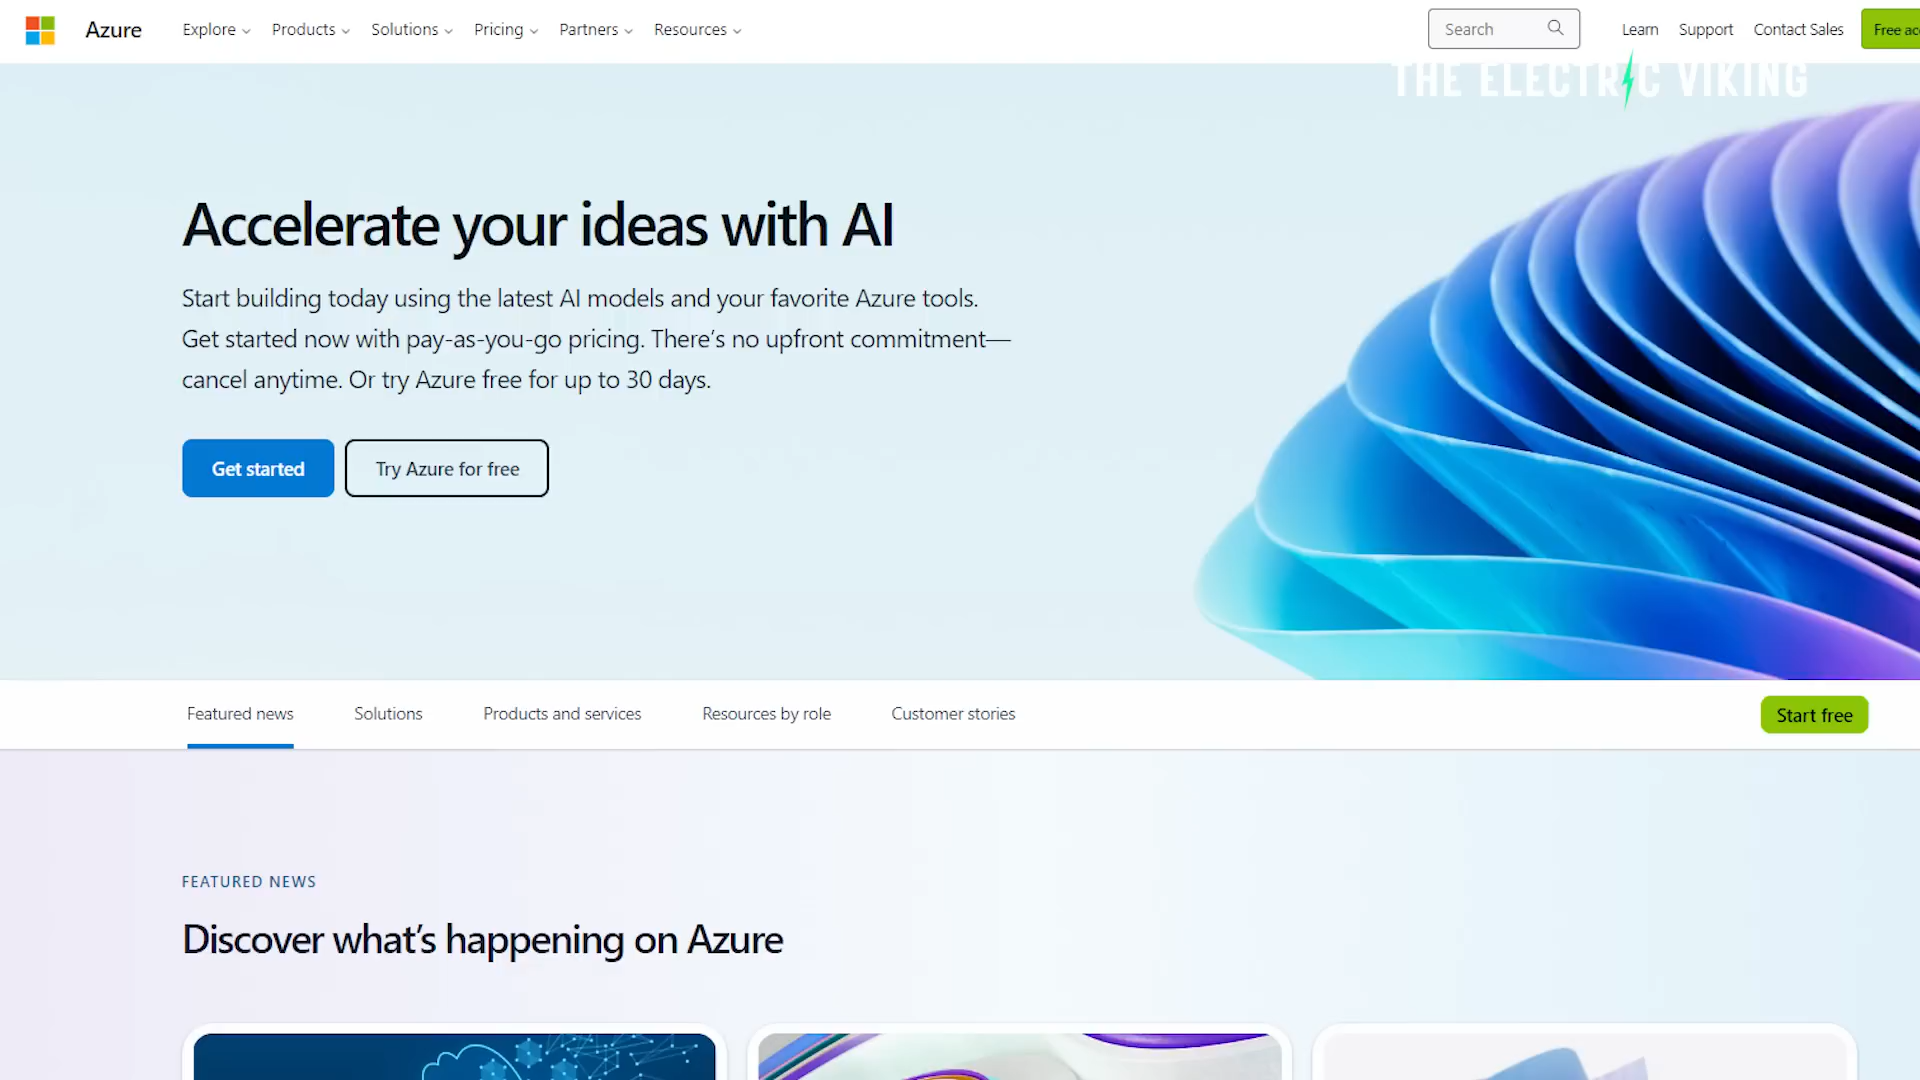 Azure
Explore
Products
Solutions
Pricing
Partners
Resources
Search
Learn
Support
Contact Sales
Free
THE ELECTRIC VIKING
Accelerate your ideas with AI
Start building today using the latest AI models and your favorite Azure tools.
Get started now with pay-as-you-go pricing. There's no upfront commitment—
cancel anytime. Or try Azure free for up to 30 days.
Get started
Try Azure for free
Featured news
Solutions
Products and services
Resources by role
Customer stories
Start free
FEATURED NEWS
Discover what's happening on Azure